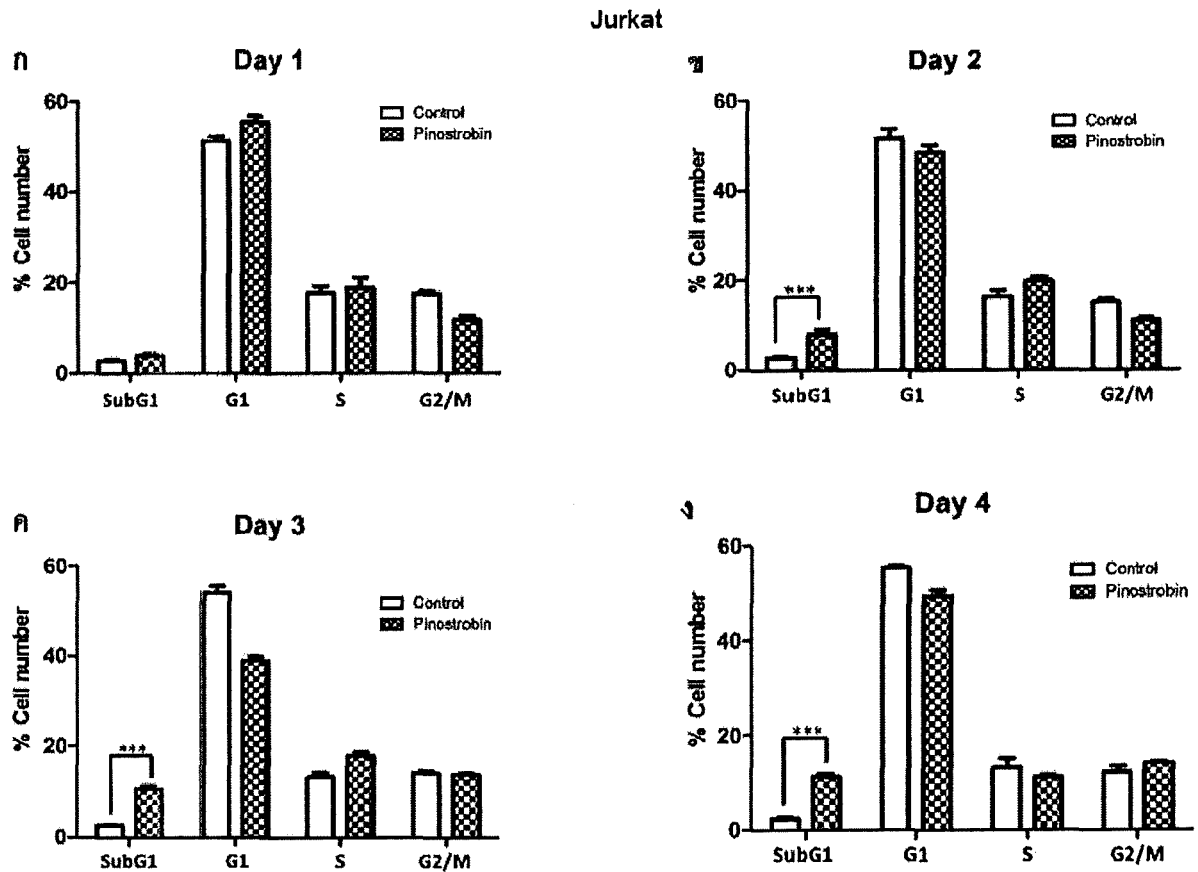 Jurkat
ก
Day 1
60
40
20
0
% Cell number
Control
Pinostrobin
SubG1 G1 S G2/M
ข
Day 2
60
40
20
0
% Cell number
Control
Pinostrobin
***
SubG1 G1 S G2/M
ค
Day 3
60
40
20
0
% Cell number
Control
Pinostrobin
***
SubG1 G1 S G2/M
ง
Day 4
60
40
20
0
% Cell number
Control
Pinostrobin
***
SubG1 G1 S G2/M